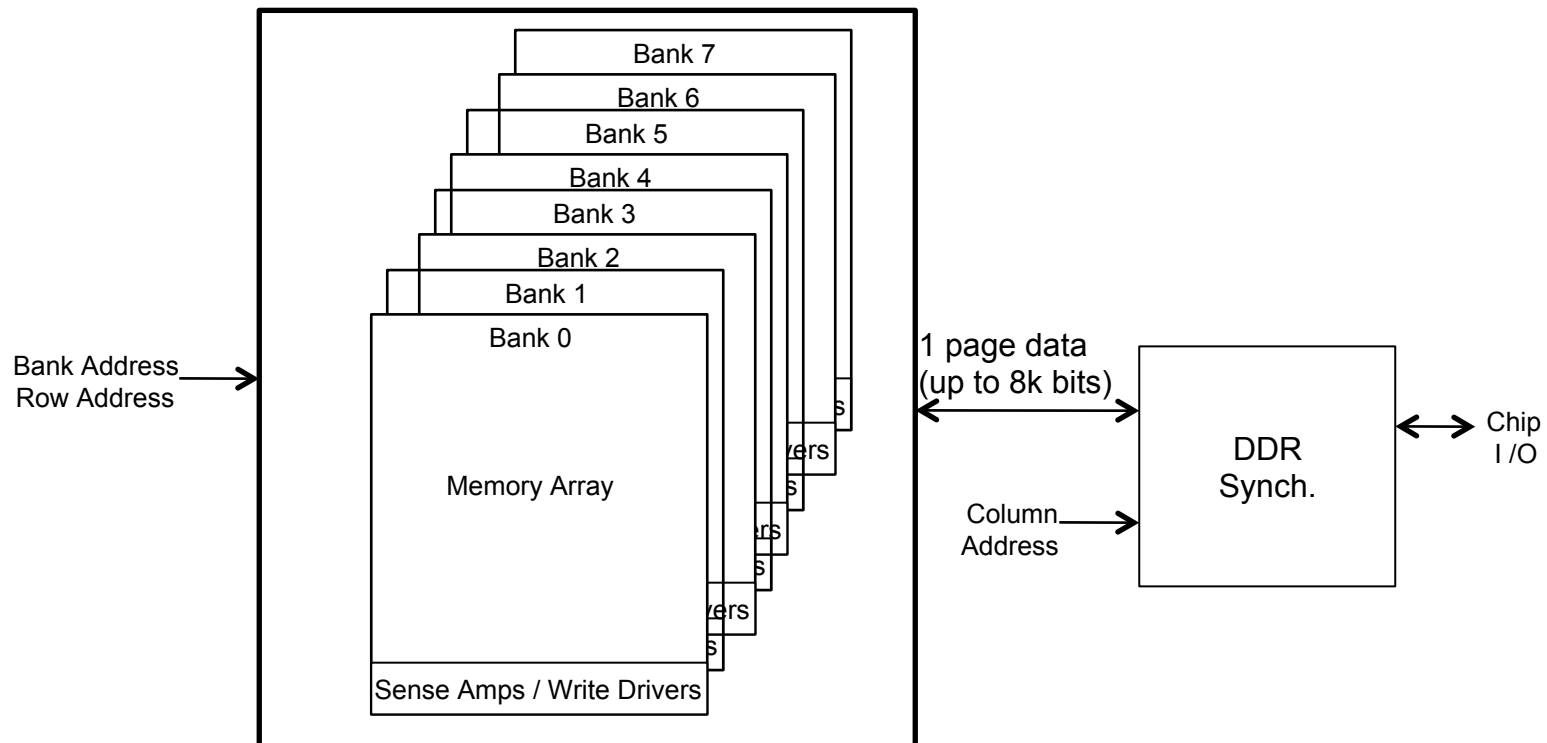 Bank 7
Bank 6
Bank 5
Bank 4
Bank 3
Bank 2
Bank 1
Bank 0
Memory Array
Sense Amps / Write Drivers
Bank Address
Row Address
1 page data
(up to 8k bits)
Column
Address
DDR
Synch.
Chip
I /O